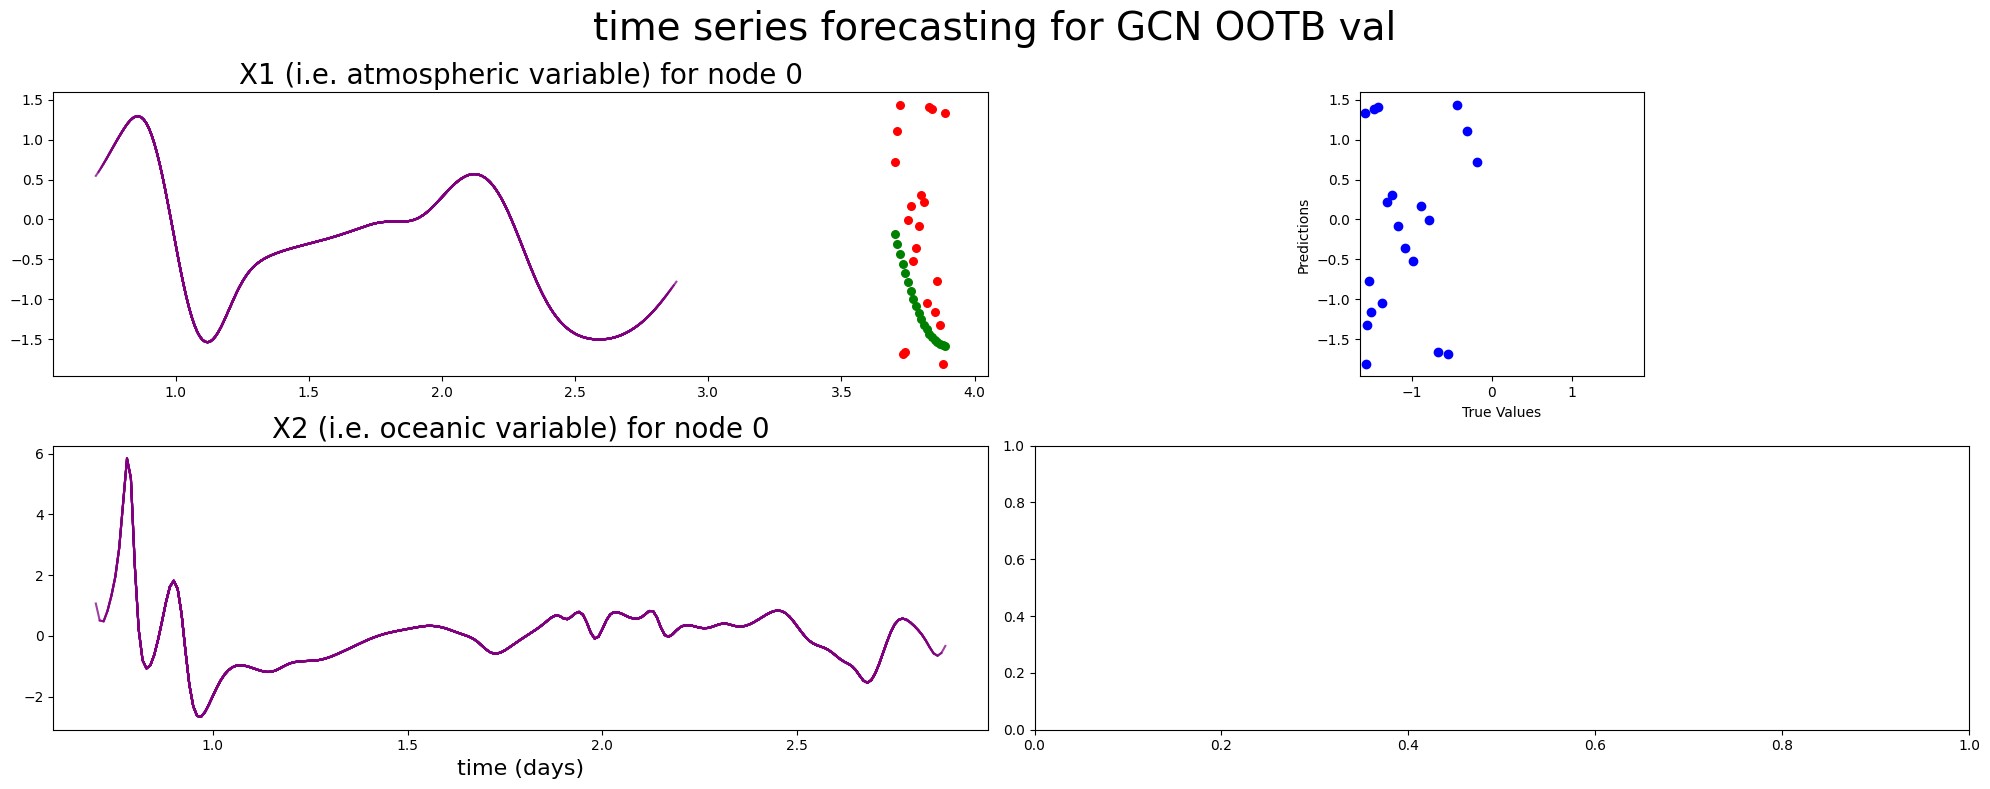 time series forecasting for GCN OOTB val
X1 (i.e. atmospheric variable) for node 0
1.5
1.0
0.5
0.0
−0.5
−1.0
−1.5
1.0 1.5 2.0 2.5 3.0 3.5 4.0
1.5
1.0
0.5
0.0
−0.5
−1.0
−1.5
Predictions
−1 0 1
True Values
X2 (i.e. oceanic variable) for node 0
6
4
2
0
−2
1.0 1.5 2.0 2.5
time (days)
1.0
0.8
0.6
0.4
0.2
0.0
0.0 0.2 0.4 0.6 0.8 1.0